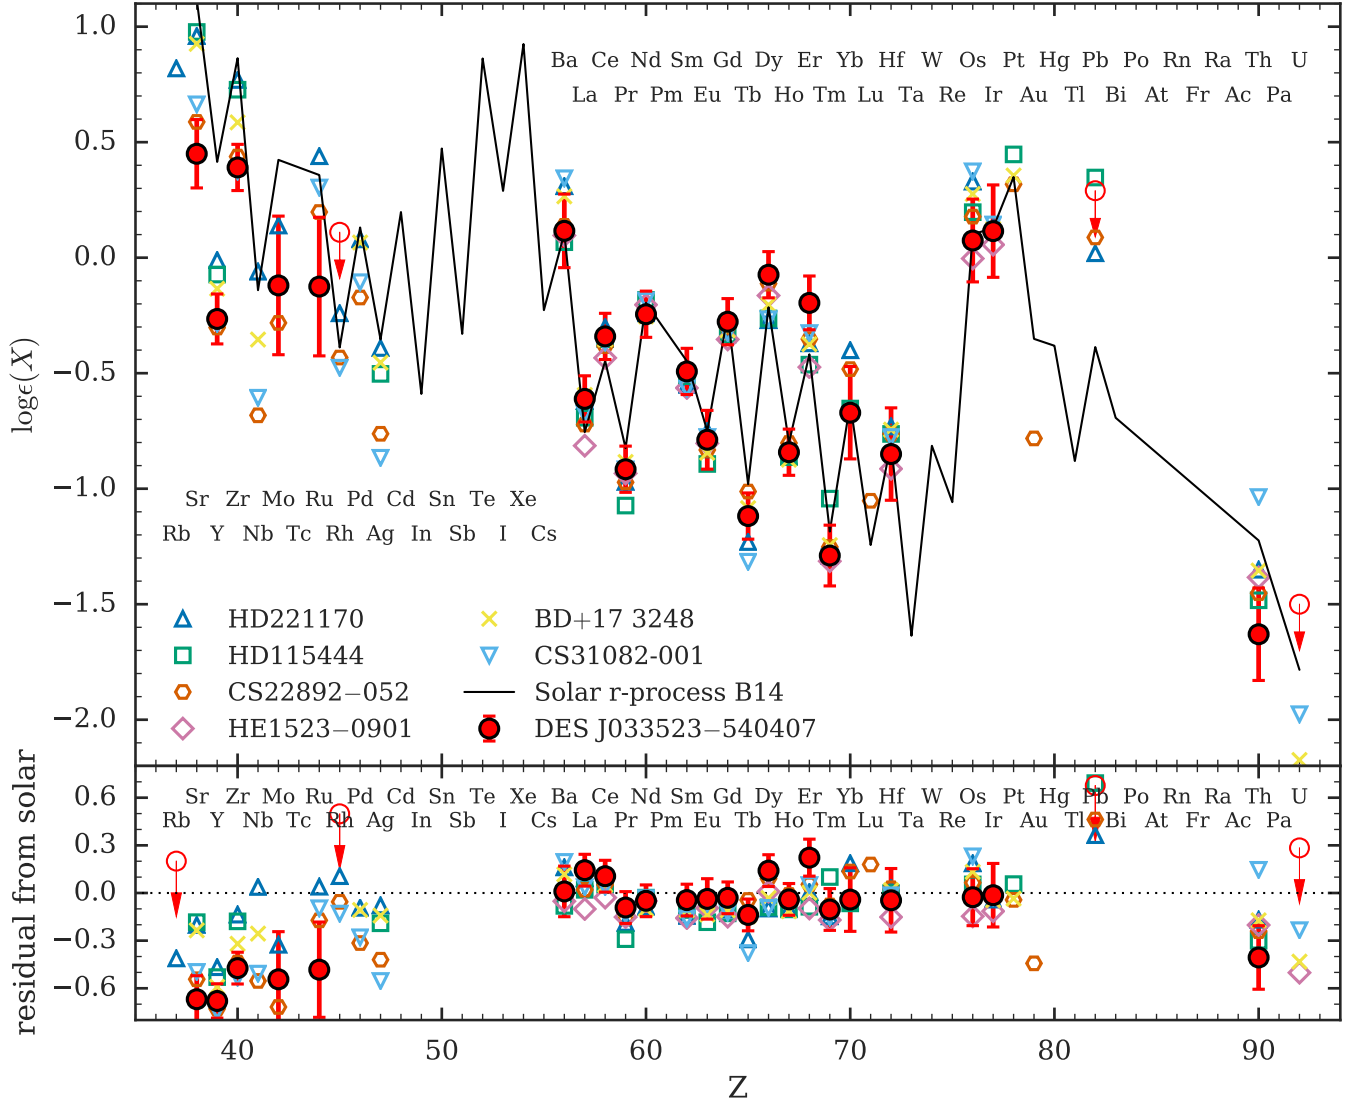 1.0
0.5
0.0
−0.5
−1.0
−1.5
−2.0
logϵ(X)
Ba Ce Nd Sm Gd Dy Er Yb Hf W Os Pt Hg Pb Po Rn Ra Th U
La Pr Pm Eu Tb Ho Tm Lu Ta Re Ir Au Tl Bi At Fr Ac Pa
Sr Zr Mo Ru Pd Cd Sn Te Xe
Rb Y Nb Tc Rh Ag In Sb I Cs
HD221170
HD115444
CS22892−052
HE1523−0901
BD+17 3248
CS31082-001
Solar r-process B14
DES J033523−540407
0.6
0.3
0.0
−0.3
−0.6
residual from solar
Sr Zr Mo Ru Pd Cd Sn Te Xe Ba Ce Nd Sm Gd Dy Er Yb Hf W Os Pt Hg Pb Po Rn Ra Th U
Rb Y Nb Tc Rh Ag In Sb I Cs La Pr Pm Eu Tb Ho Tm Lu Ta Re Ir Au Tl Bi At Fr Ac Pa
40 50 60 70 80 90
Z